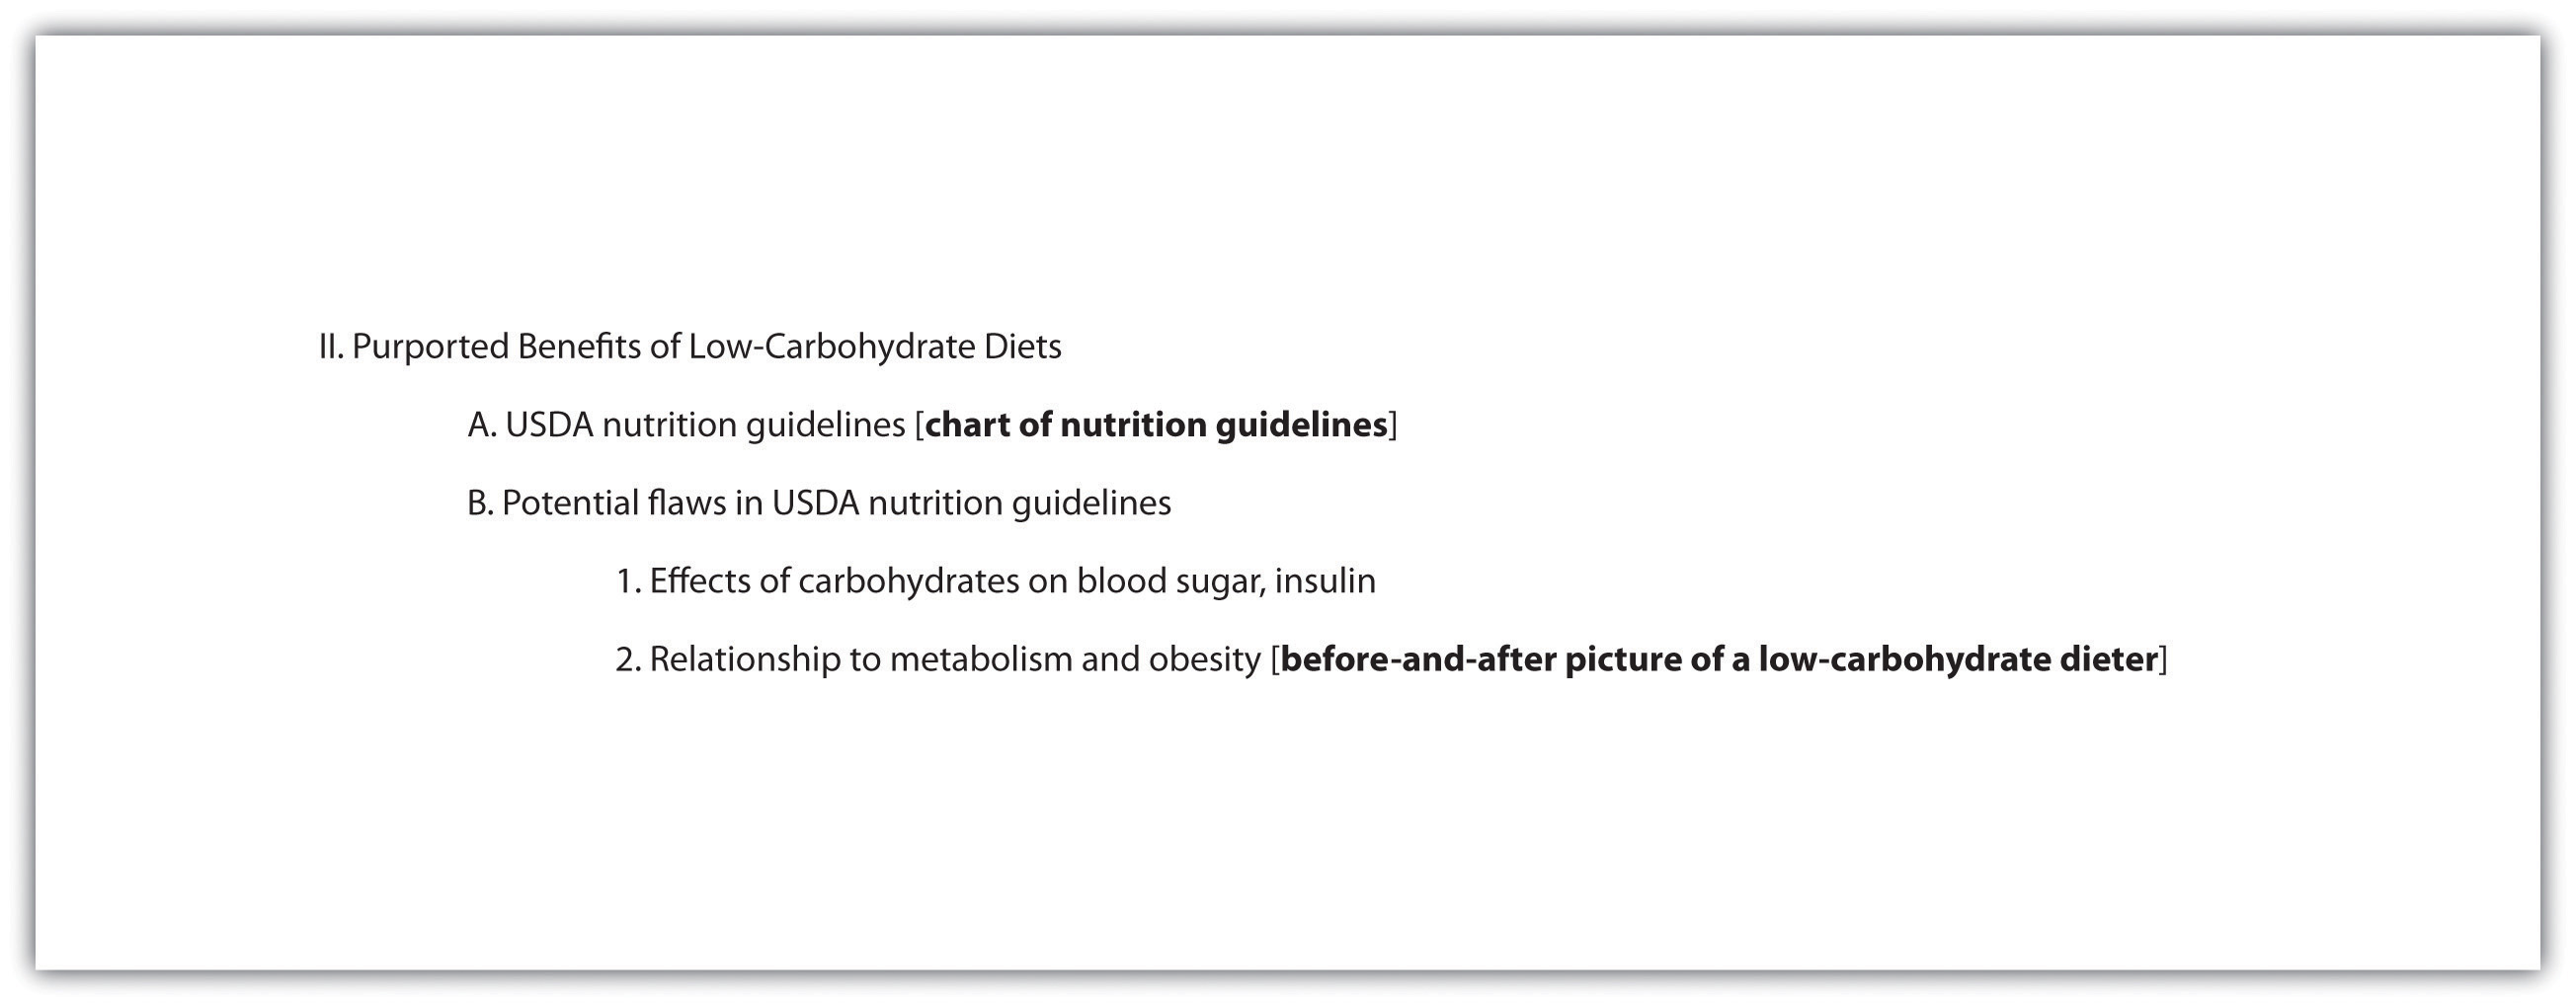 II. Purported Benefits of Low-Carbohydrate Diets
A. USDA nutrition guidelines [chart of nutrition guidelines]
B. Potential flaws in USDA nutrition guidelines
1. Effects of carbohydrates on blood sugar, insulin
2. Relationship to metabolism and obesity [before-and-after picture of a low-carbohydrate dieter]